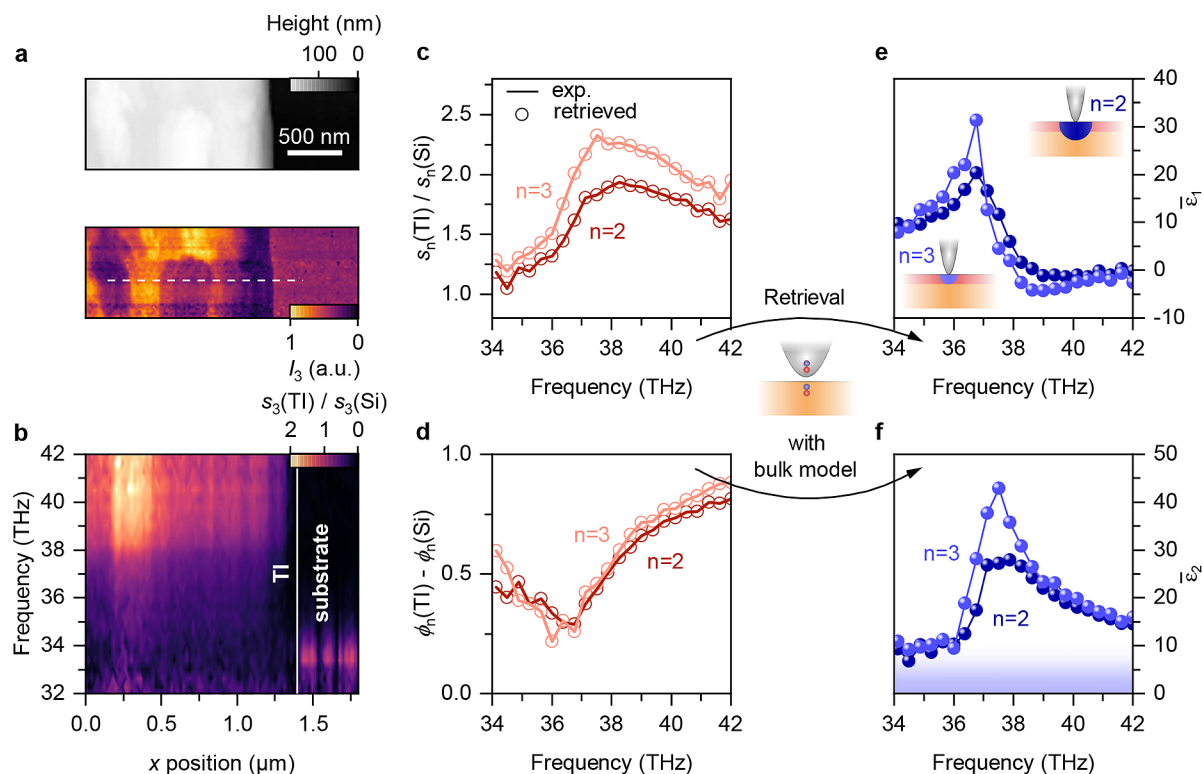 a
Height (nm)
100 0
500 nm
1 0
I3 (a.u.)
s3(TI) / s3(Si)
b
2 1 0
Frequency (THz)
42
40
38
36
34
32
TI
substrate
0.0 0.5 1.0 1.5
x position (µm)
c
exp.
retrieved
sn(TI) / sn(Si)
2.5
2.0
1.5
1.0
n=3
n=2
34 36 38 40 42
Frequency (THz)
Retrieval
with
bulk model
d
ϕn(TI) - ϕn(Si)
1.0
0.5
0.0
n=3
n=2
34 36 38 40 42
Frequency (THz)
e
n=2
n=3
40
30
20
10
0
-10
ε̄1
34 36 38 40 42
Frequency (THz)
f
n=3
n=2
50
40
30
20
10
0
ε̄2
34 36 38 40 42
Frequency (THz)